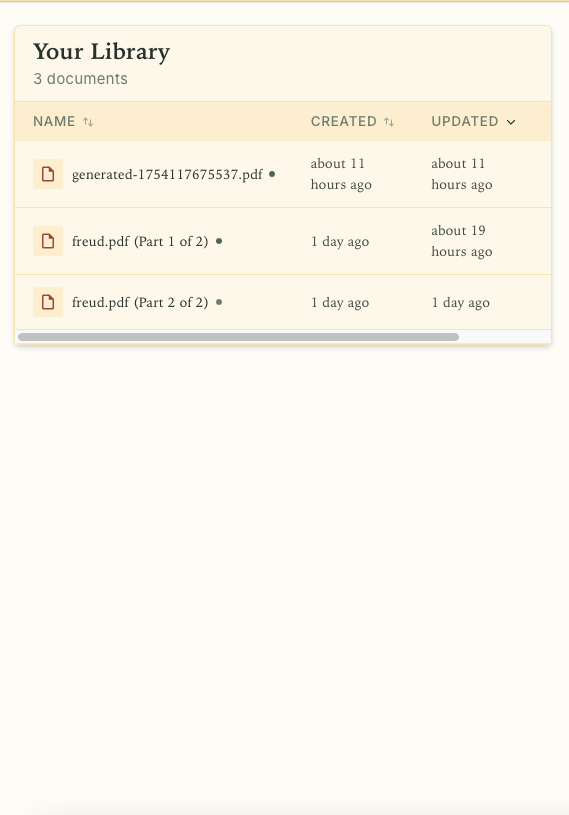 Your Library
3 documents
NAME CREATED UPDATED
generated-1754117675537.pdf about 11 hours ago about 11 hours ago
freud.pdf (Part 1 of 2) 1 day ago about 19 hours ago
freud.pdf (Part 2 of 2) 1 day ago 1 day ago